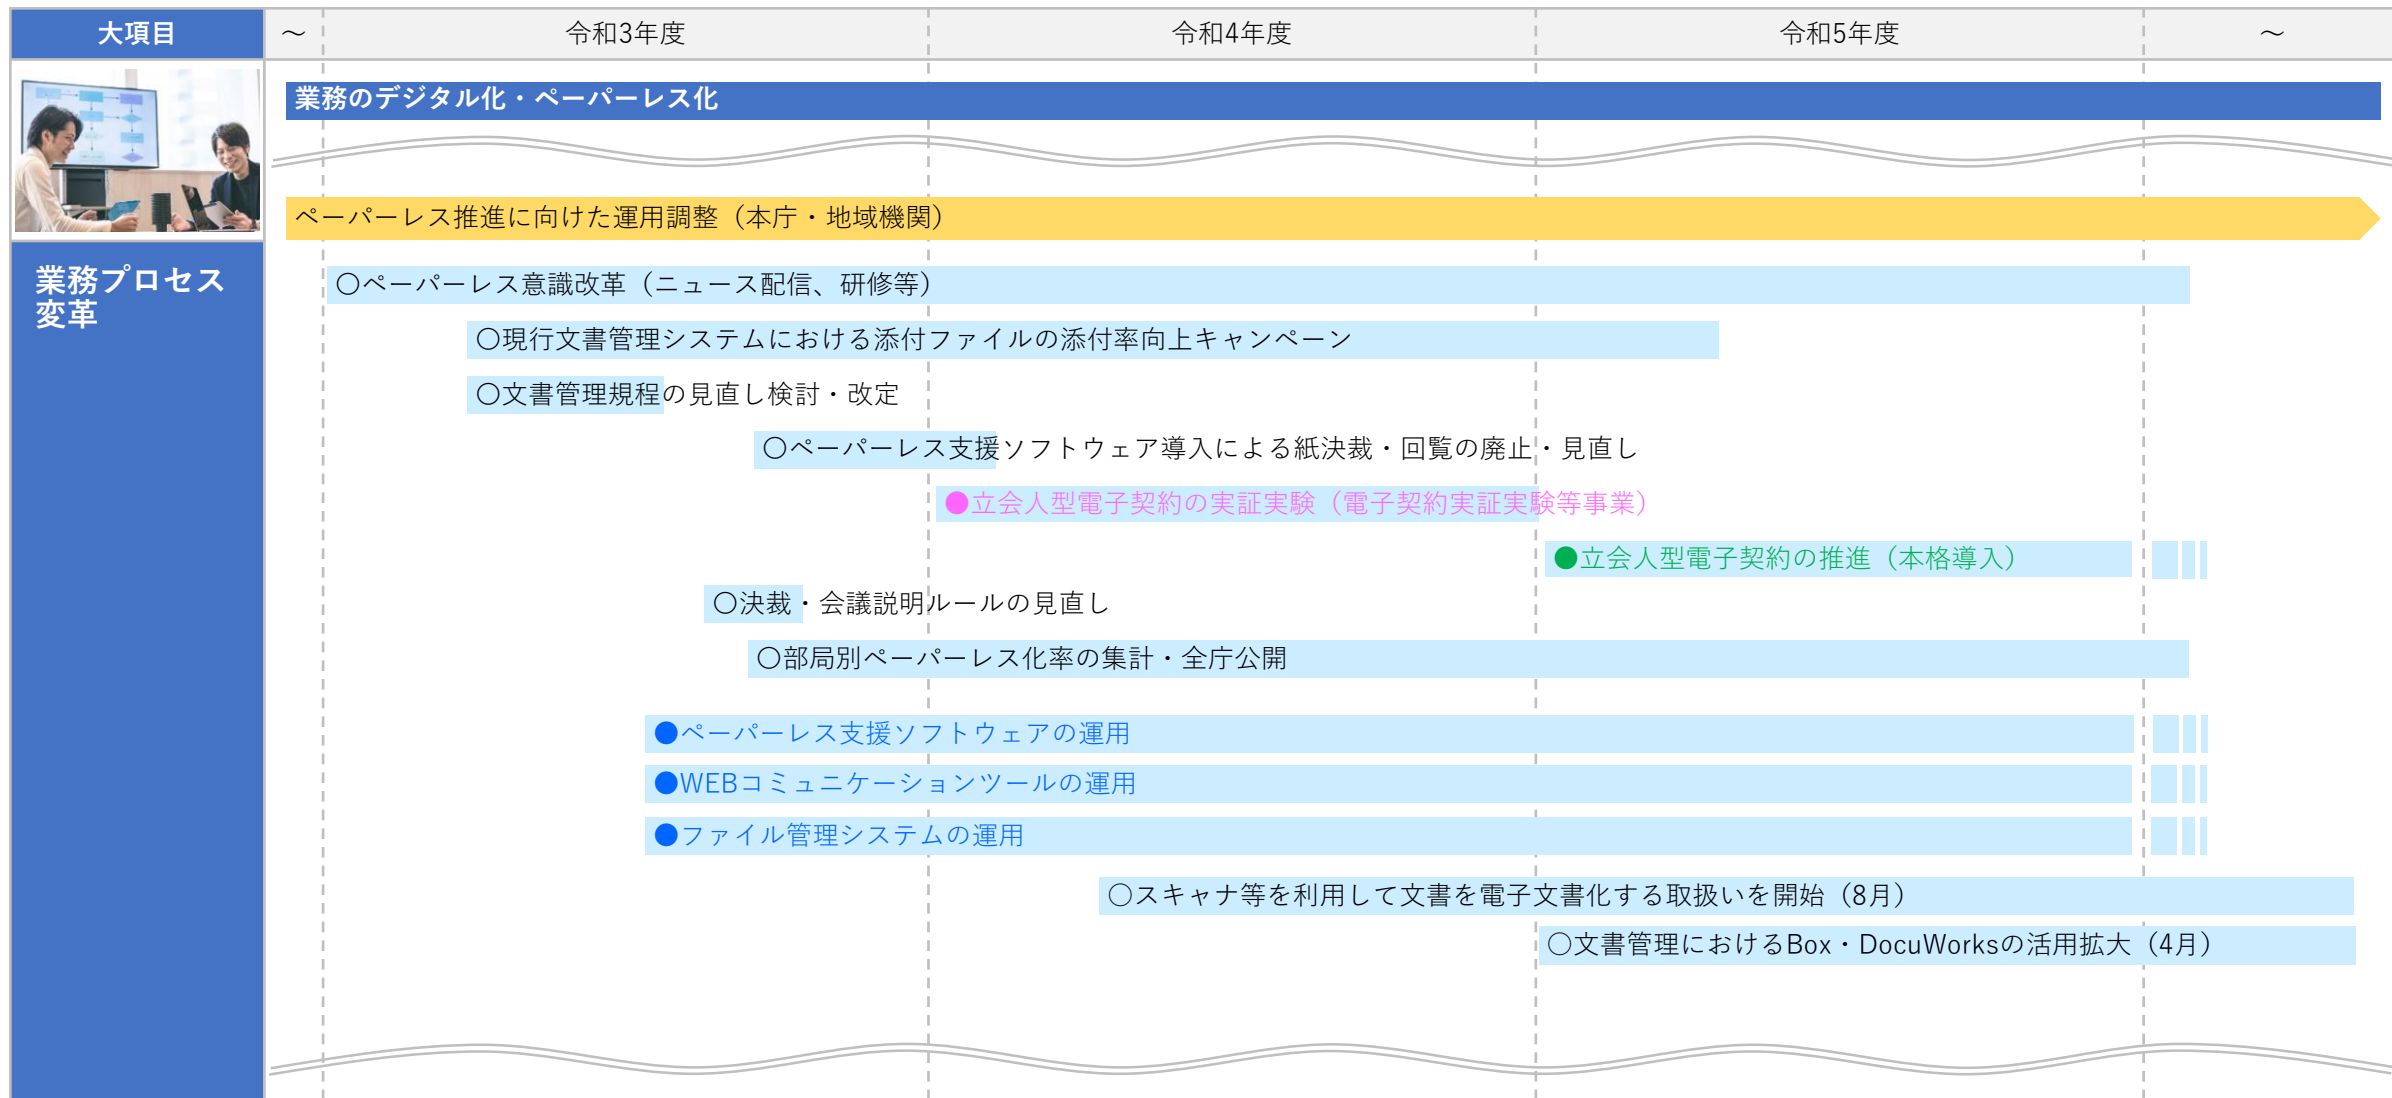 大項目
～
令和3年度
令和4年度
令和5年度
～
業務のデジタル化・ペーパーレス化
ペーパーレス推進に向けた運用調整（本庁・地域機関）
業務プロセス
変革
○ペーパーレス意識改革（ニュース配信、研修等）
○現行文書管理システムにおける添付ファイルの添付率向上キャンペーン
○文書管理規程の見直し検討・改定
○ペーパーレス支援ソフトウェア導入による紙決裁・回覧の廃止・見直し
●立会人型電子契約の実証実験（電子契約実証実験等事業）
●立会人型電子契約の推進（本格導入）
○決裁・会議説明ルールの見直し
○部局別ペーパーレス化率の集計・全庁公開
●ペーパーレス支援ソフトウェアの運用
●WEBコミュニケーションツールの運用
●ファイル管理システムの運用
○スキャナ等を利用して文書を電子文書化する取扱いを開始（8月）
○文書管理におけるBox・DocuWorksの活用拡大（4月）